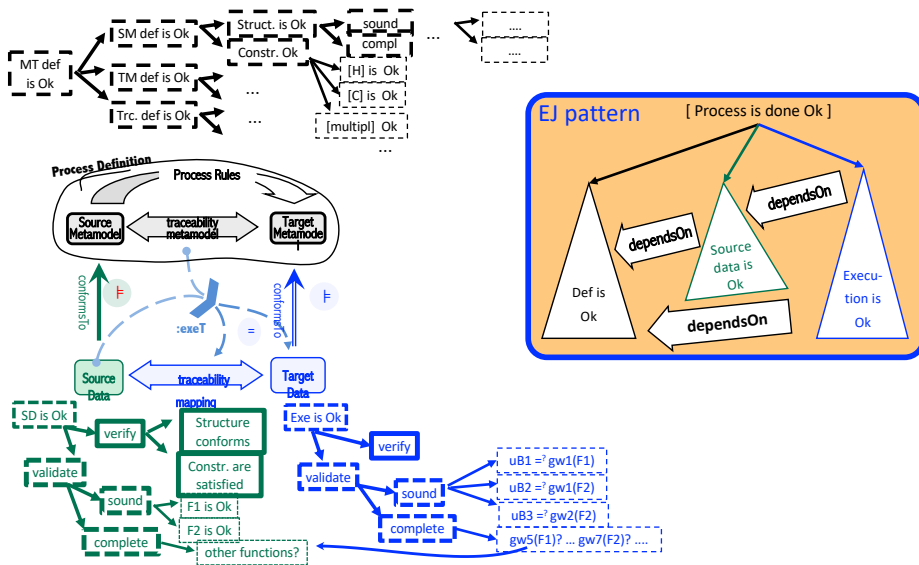 MT def
is Ok
SM def is Ok
TM def is Ok
Trc. def is Ok
...
...
Struct. is Ok
Constr. Ok
sound
compl
[H] is Ok
[C] is Ok
[multipl] Ok
...
...
....
....
EJ pattern
[ Process is done Ok ]
dependsOn
dependsOn
dependsOn
Def is
Ok
Source
data is
Ok
Execu-
tion is
Ok
Process Definition
Process Rules
Source
Metamodel
traceability
metamodel
Target
Metamodel
conformsTo
⊧
:exeT
=
conformsTo
⊧
Source
Data
traceability
mapping
Target
Data
SD is Ok
verify
Structure
conforms
Constr. are
satisfied
validate
sound
F1 is Ok
F2 is Ok
complete
other functions?
Exe is Ok
verify
validate
sound
complete
uB1 =? gw1(F1)
uB2 =? gw1(F2)
uB3 =? gw2(F2)
gw5(F1)? ... gw7(F2)? ....